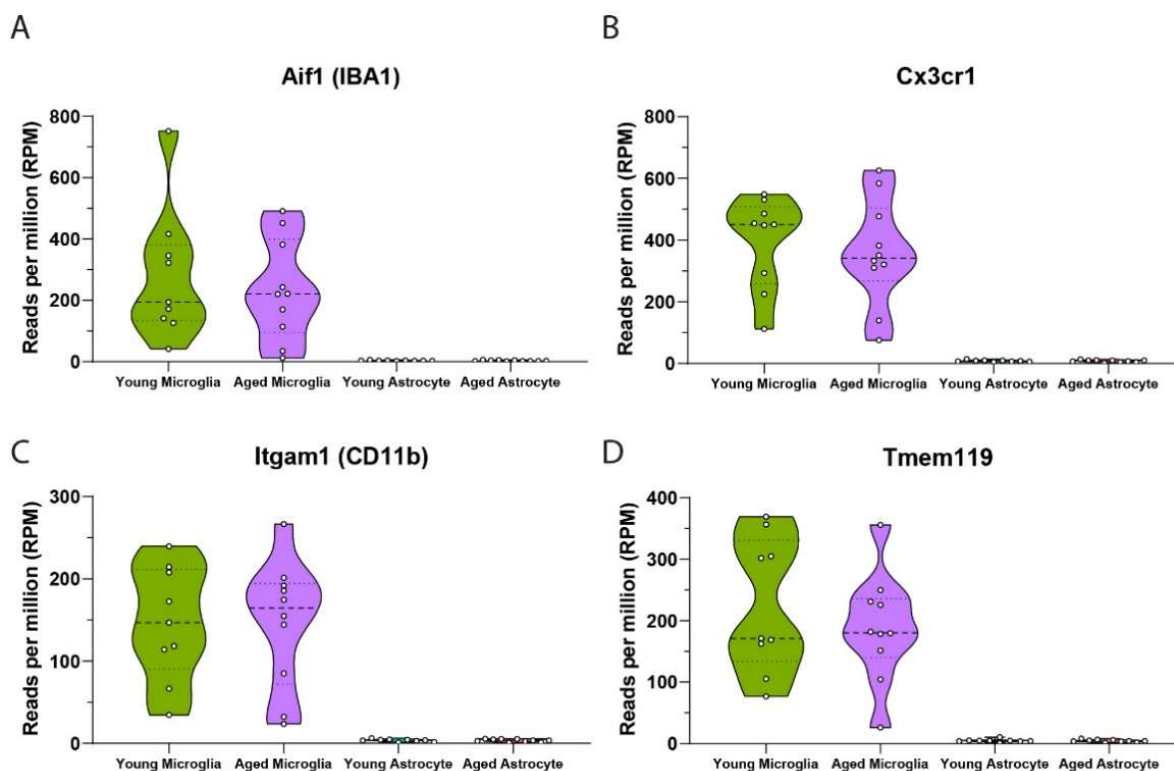 A
Aif1 (IBA1)
Reads per million (RPM)
800
600
400
200
0
Young Microglia Aged Microglia Young Astrocyte Aged Astrocyte
B
Cx3cr1
Reads per million (RPM)
800
600
400
200
0
Young Microglia Aged Microglia Young Astrocyte Aged Astrocyte
C
Itgam1 (CD11b)
Reads per million (RPM)
300
200
100
0
Young Microglia Aged Microglia Young Astrocyte Aged Astrocyte
D
Tmem119
Reads per million (RPM)
400
300
200
100
0
Young Microglia Aged Microglia Young Astrocyte Aged Astrocyte